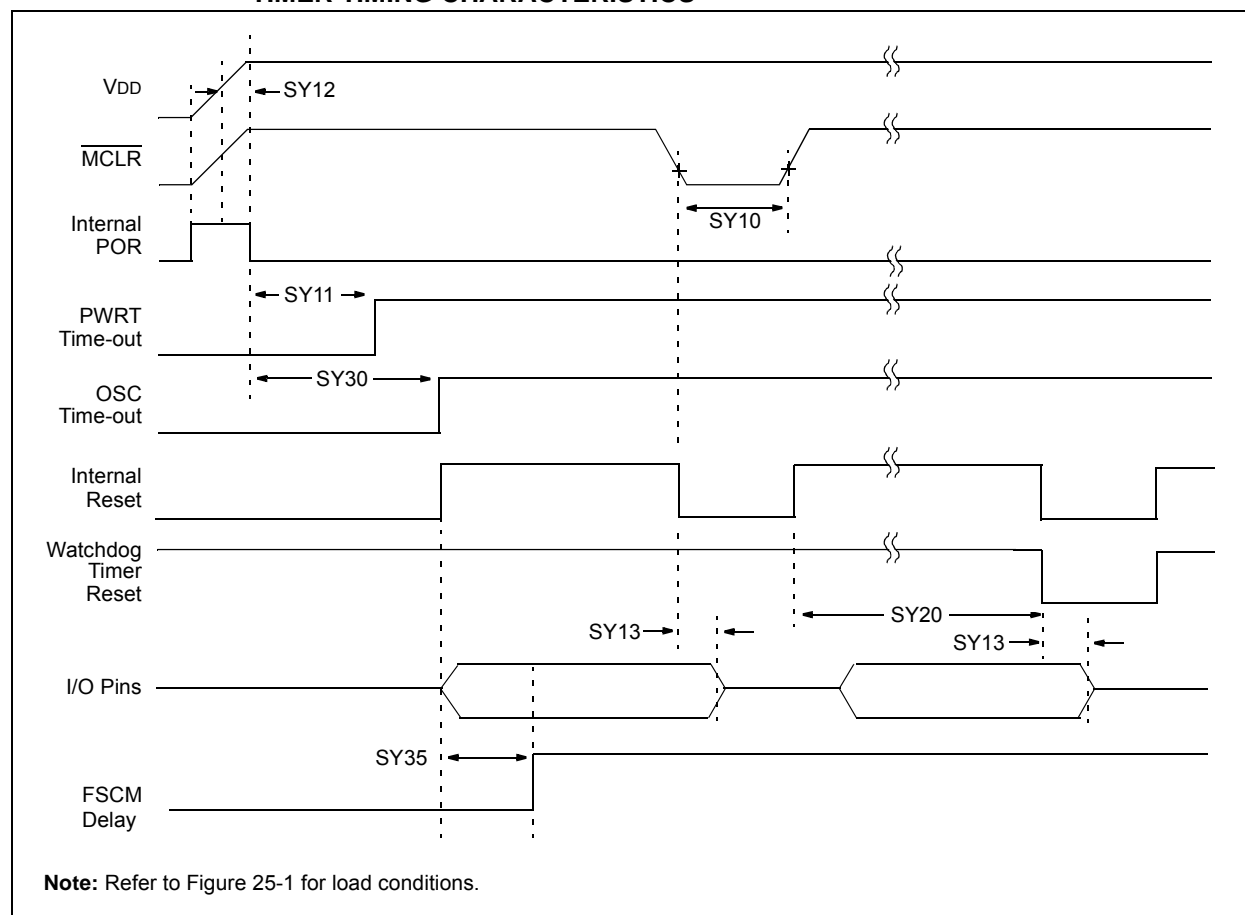 TIMER TIMING CHARACTERISTICS
VDD
SY12
MCLR
SY10
Internal
POR
SY11
PWRT
Time-out
SY30
OSC
Time-out
Internal
Reset
Watchdog
Timer
Reset
SY20
SY13
SY13
I/O Pins
SY35
FSCM
Delay
Note: Refer to Figure 25-1 for load conditions.